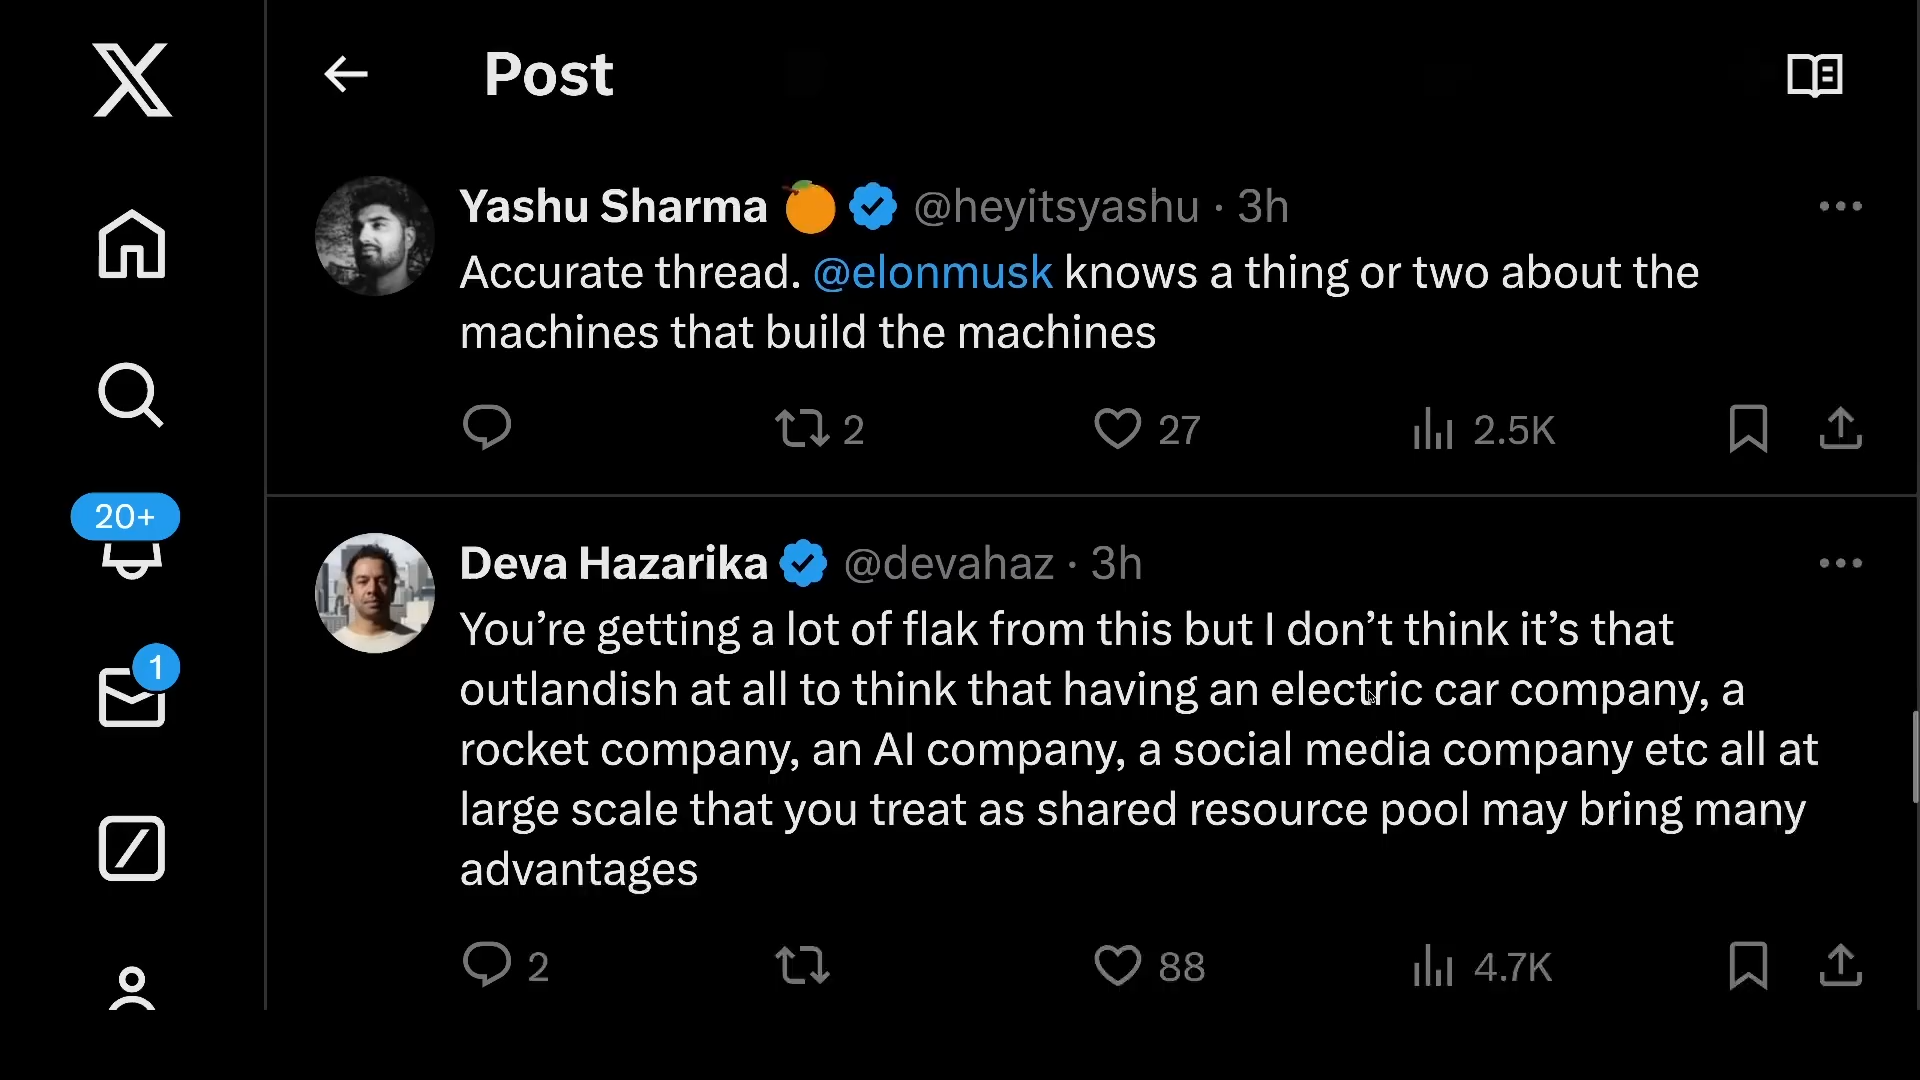 Post
Yashu Sharma @heyitsyashu · 3h
Accurate thread. @elonmusk knows a thing or two about the
machines that build the machines
2 27 2.5K
20+
Deva Hazarika @devahaz · 3h
You’re getting a lot of flak from this but I don’t think it’s that
outlandish at all to think that having an electric car company, a
1
rocket company, an AI company, a social media company etc all at
large scale that you treat as shared resource pool may bring many
advantages
2 88 4.7K